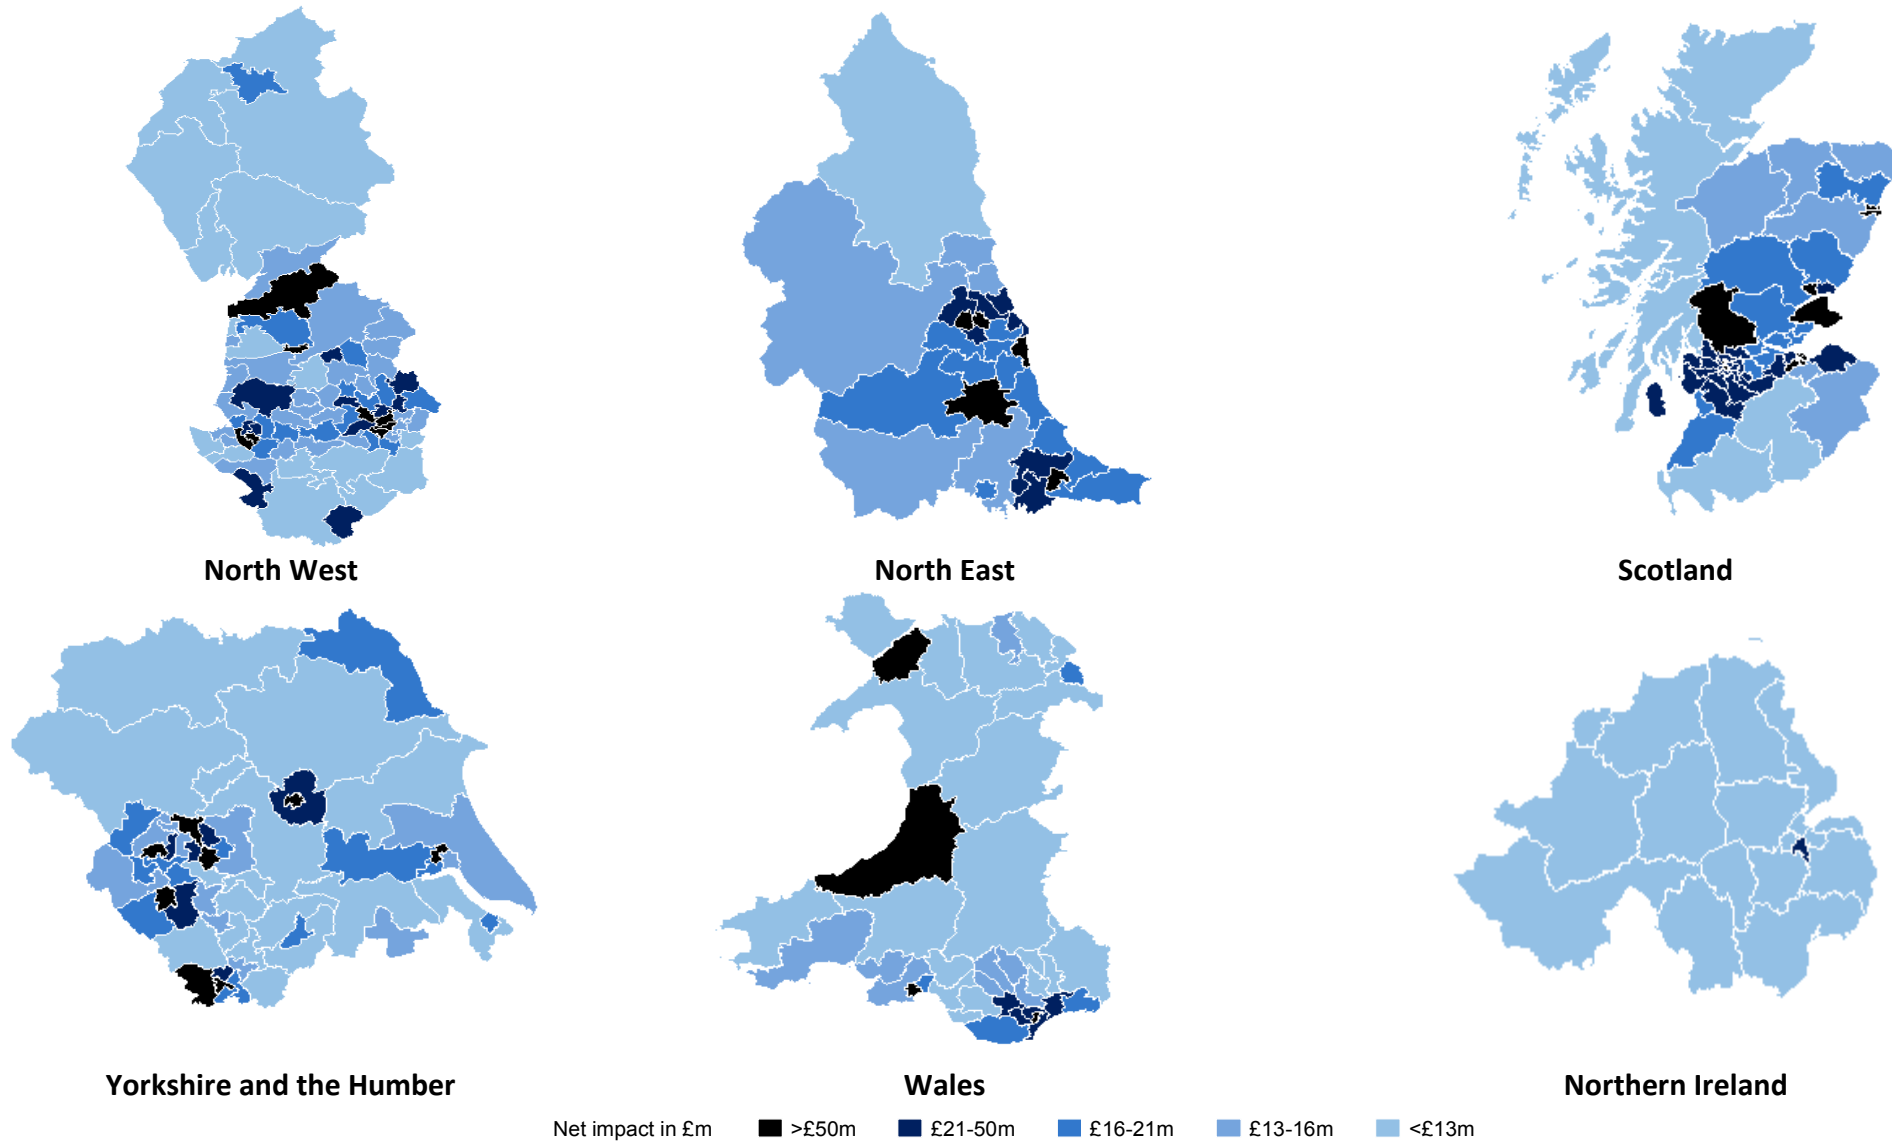 North West
North East
Scotland
Yorkshire and the Humber
Wales
Northern Ireland
Net impact in £m >£50m £21-50m £16-21m £13-16m <£13m